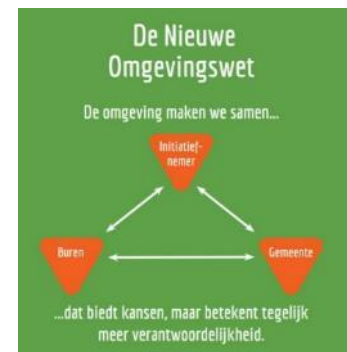 De Nieuwe
Omgevingswet
De omgeving maken we samen...
Initiatief-
nemer
Buren
Gemeente
...dat biedt kansen, maar betekent tegelijk
meer verantwoordelijkheid.